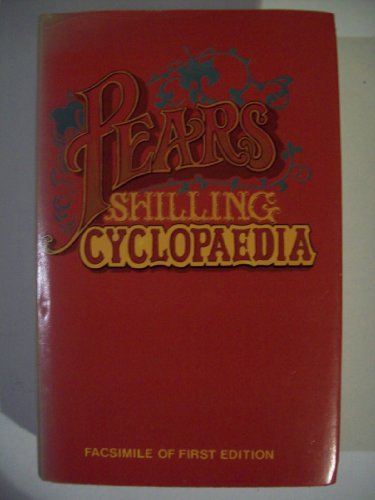 PEARS
SHILLING
CYCLOPAEDIA
FACSIMILE OF FIRST EDITION